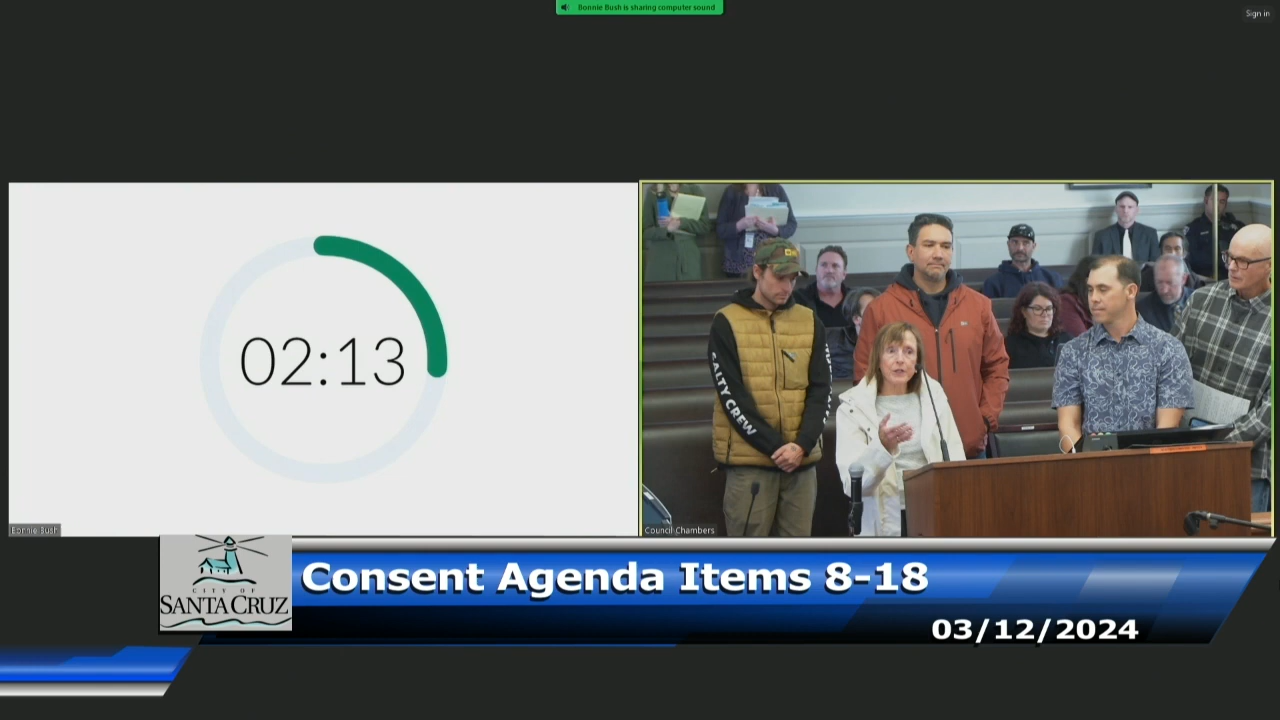 Bonnie Bush is sharing computer sound
Sign in
02:13
SALTY CREW
Bonnie Bush
Council Chambers
CITY OF
SANTA CRUZ
Consent Agenda Items 8-18
03/12/2024